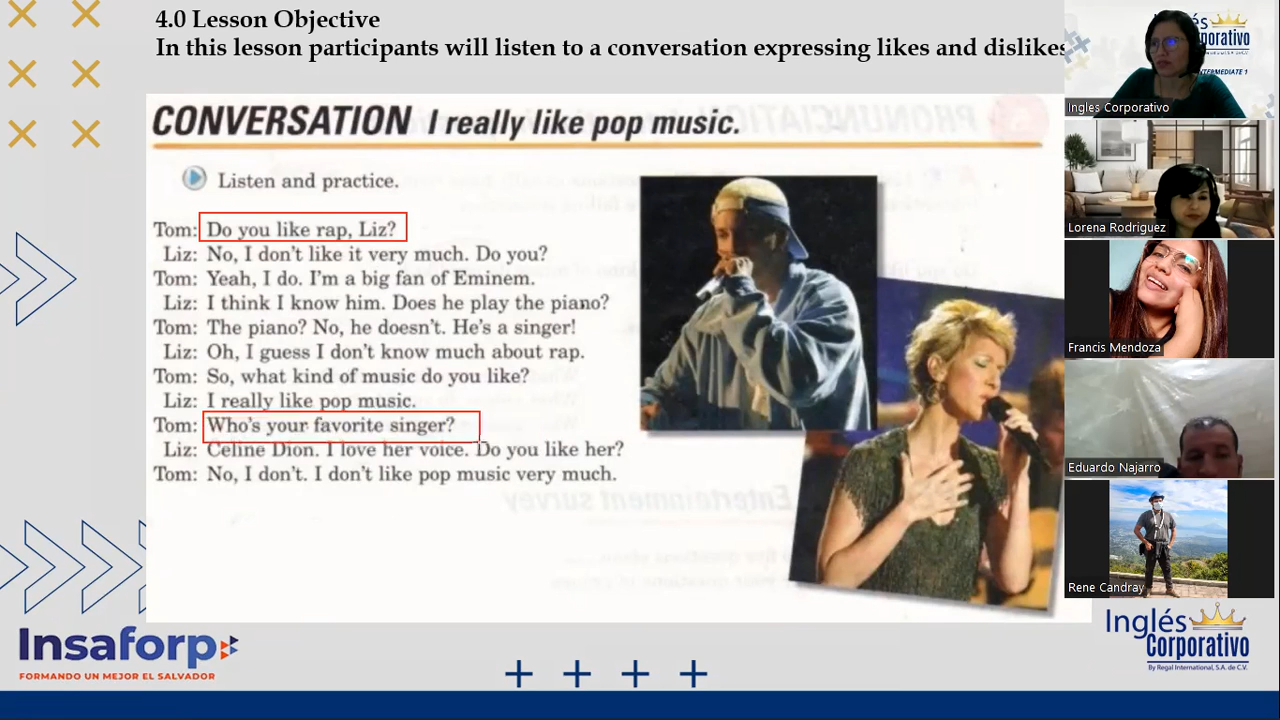 4.0 Lesson Objective
In this lesson participants will listen to a conversation expressing likes and dislikes
CONVERSATION I really like pop music.
Listen and practice.
Tom: Do you like rap, Liz?
Liz: No, I don't like it very much. Do you?
Tom: Yeah, I do. I'm a big fan of Eminem.
Liz: I think I know him. Does he play the piano?
Tom: The piano? No, he doesn't. He's a singer!
Liz: Oh, I guess I don't know much about rap.
Tom: So, what kind of music do you like?
Liz: I really like pop music.
Tom: Who's your favorite singer?
Liz: Celine Dion. I love her voice. Do you like her?
Tom: No, I don't. I don't like pop music very much.
Insaforp
FORMANDO UN MEJOR EL SALVADOR
INTERMEDIATE 1
Ingles Corporativo
Lorena Rodriguez
Francis Mendoza
Eduardo Najarro
Rene Candray
Inglés
Corporativo
By Regal International, S.A. de C.V.